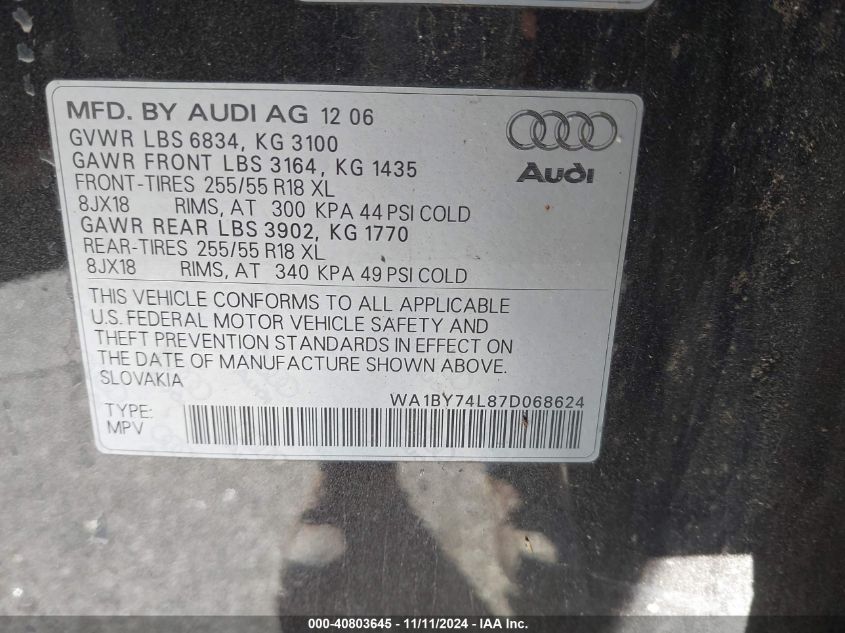 MFD. BY AUDI AG 12 06
GVWR LBS 6834, KG 3100
GAWR FRONT LBS 3164, KG 1435
FRONT-TIRES 255/55 R18 XL
8JX18 RIMS, AT 300 KPA 44 PSI COLD
GAWR REAR LBS 3902, KG 1770
REAR-TIRES 255/55 R18 XL
8JX18 RIMS, AT 340 KPA 49 PSI COLD
Audi
THIS VEHICLE CONFORMS TO ALL APPLICABLE
U.S. FEDERAL MOTOR VEHICLE SAFETY AND
THEFT PREVENTION STANDARDS IN EFFECT ON
THE DATE OF MANUFACTURE SHOWN ABOVE.
SLOVAKIA
WA1BY74L87D068624
TYPE:
MPV
000-40803645 - 11/11/2024 - IAA Inc.